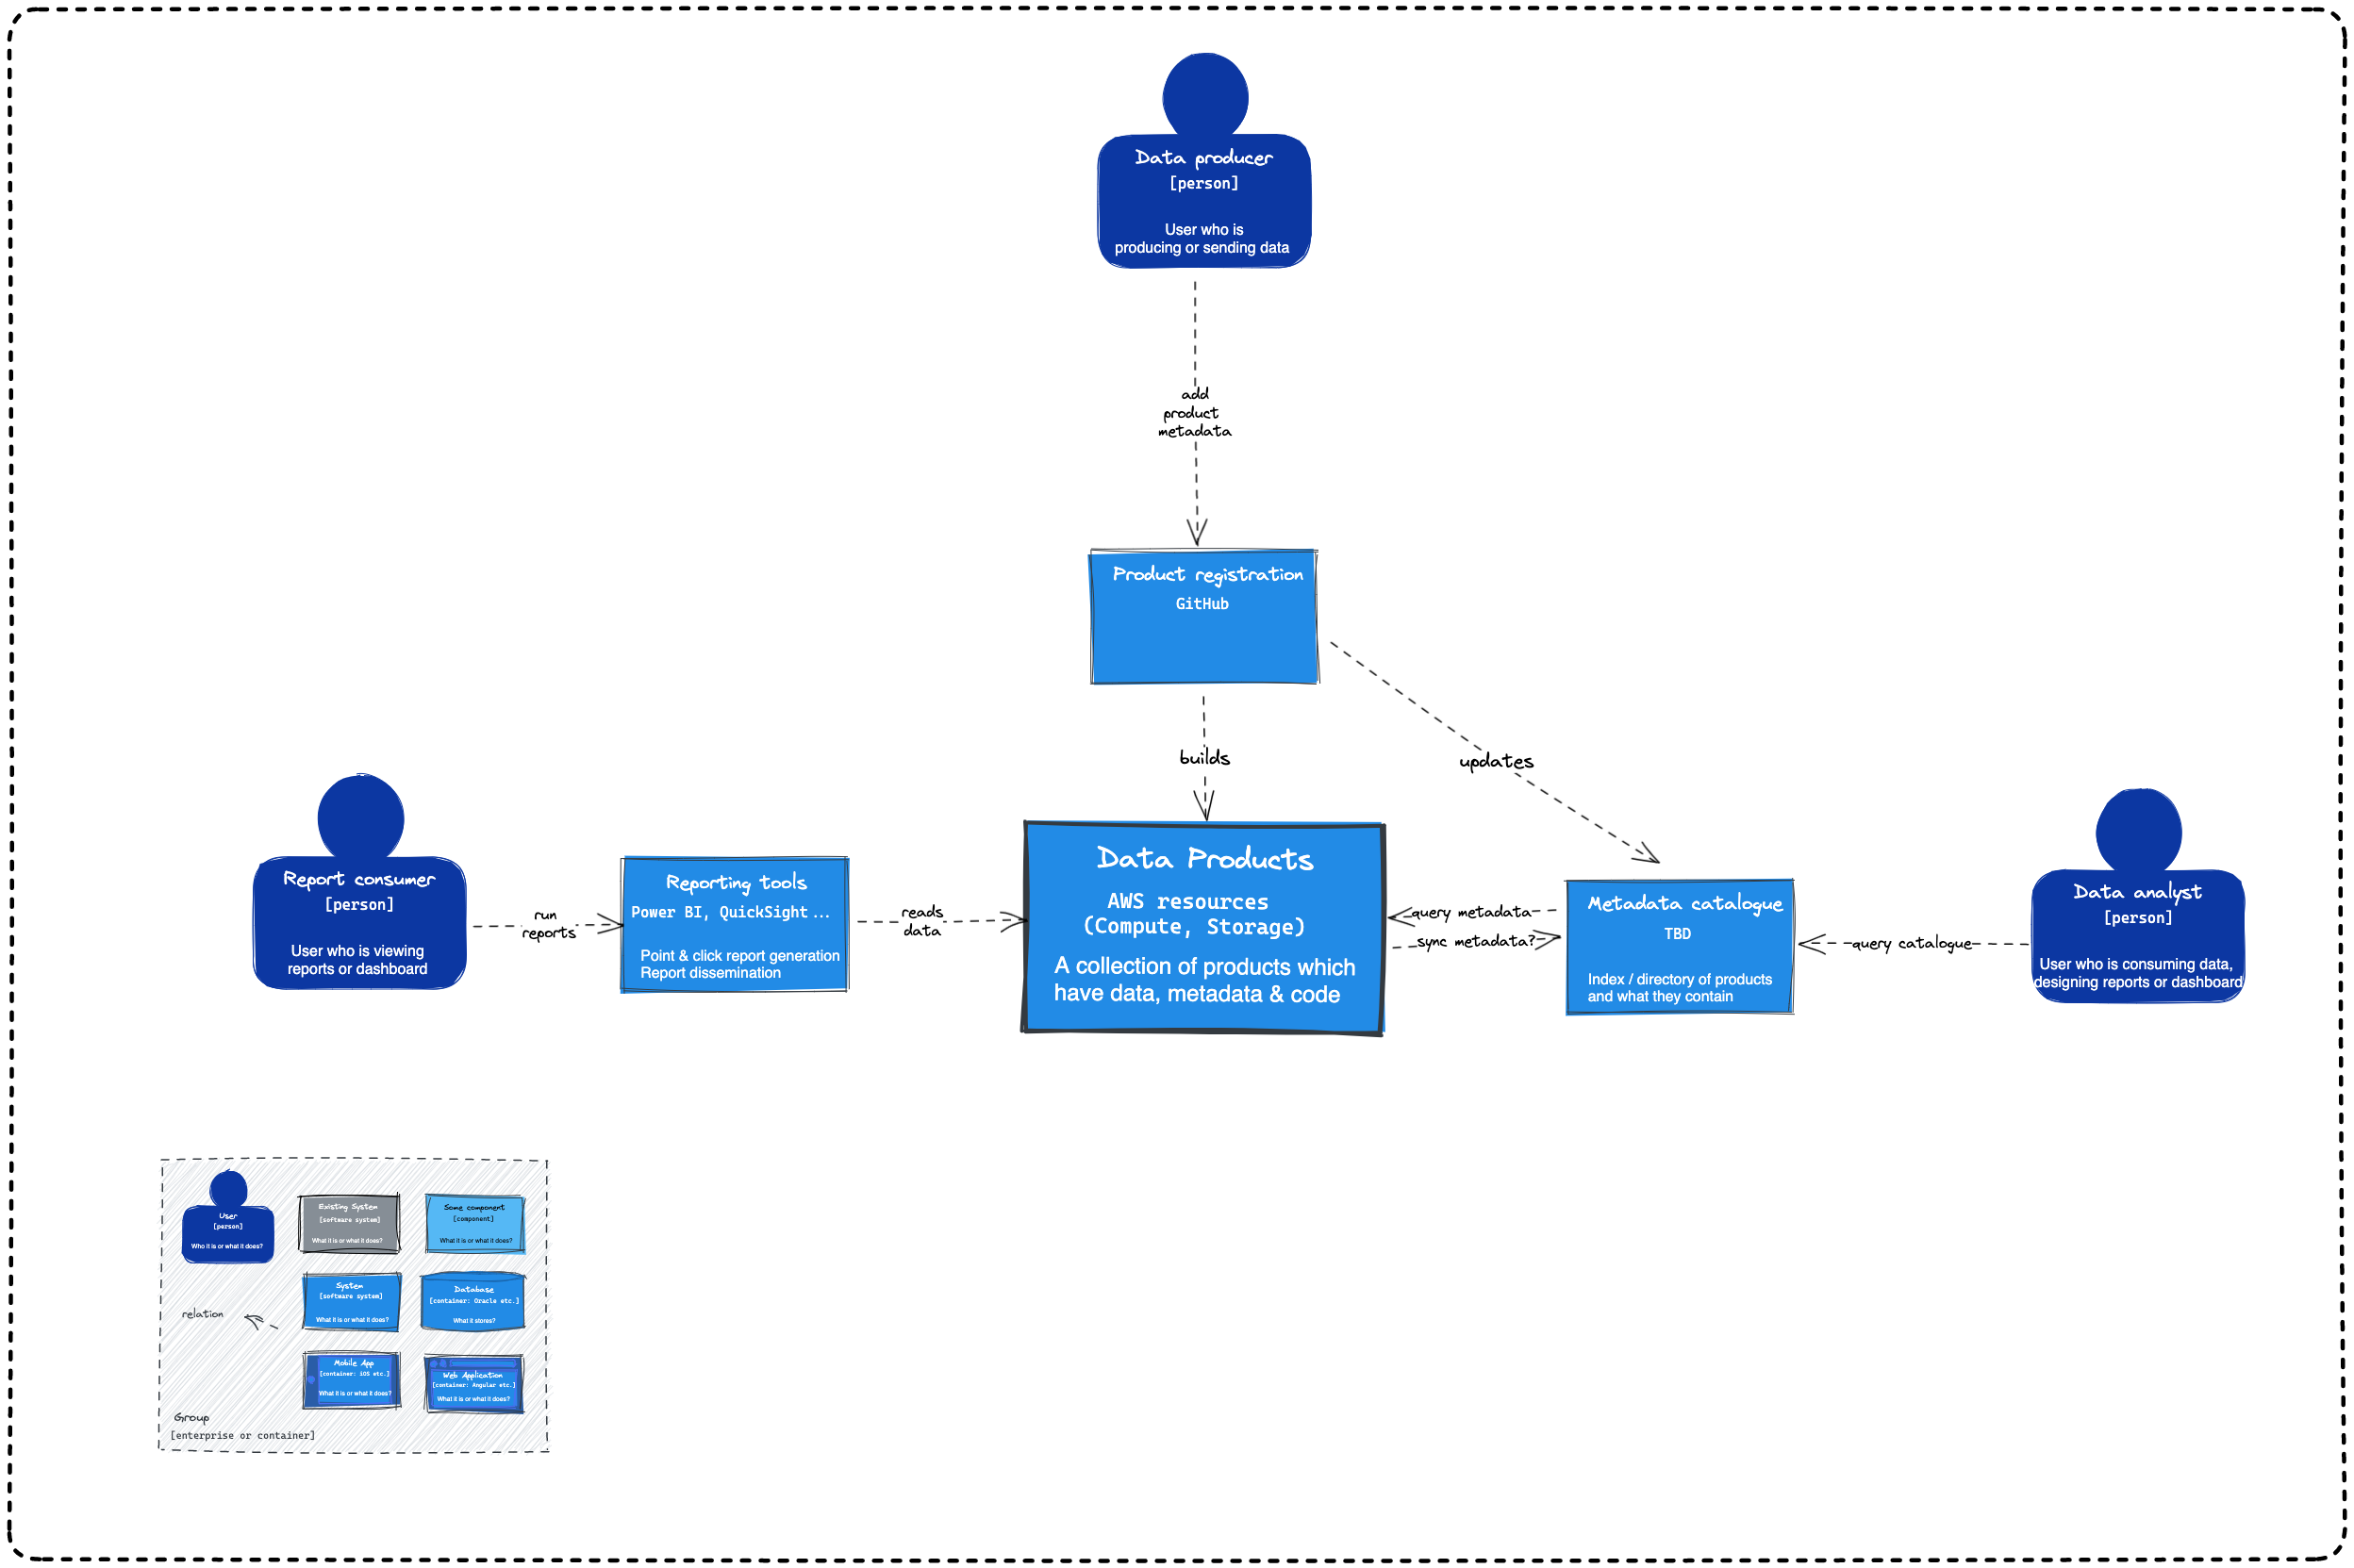 Data producer
[person]
User who is
producing or sending data
add
product
metadata
Product registration
GitHub
builds
updates
Report consumer
[person]
User who is viewing
reports or dashboard
run
reports
Reporting tools
Power BI, QuickSight ...
Point & click report generation
Report dissemination
reads
data
Data Products
AWS resources
(Compute, Storage)
A collection of products which
have data, metadata & code
query metadata
sync metadata?
Metadata catalogue
TBD
Index / directory of products
and what they contain
query catalogue
Data analyst
[person]
User who is consuming data,
designing reports or dashboard
User
[person]
Who it is or what it does?
Existing System
[software system]
What it is or what it does?
Some component
[component]
What it is or what it does?
relation
System
[software system]
What it is or what it does?
Database
[container: Oracle etc.]
What it stores?
Mobile App
[container: iOS etc.]
What it is or what it does?
Web Application
[container: Angular etc.]
What it is or what it does?
Group
[enterprise or container]